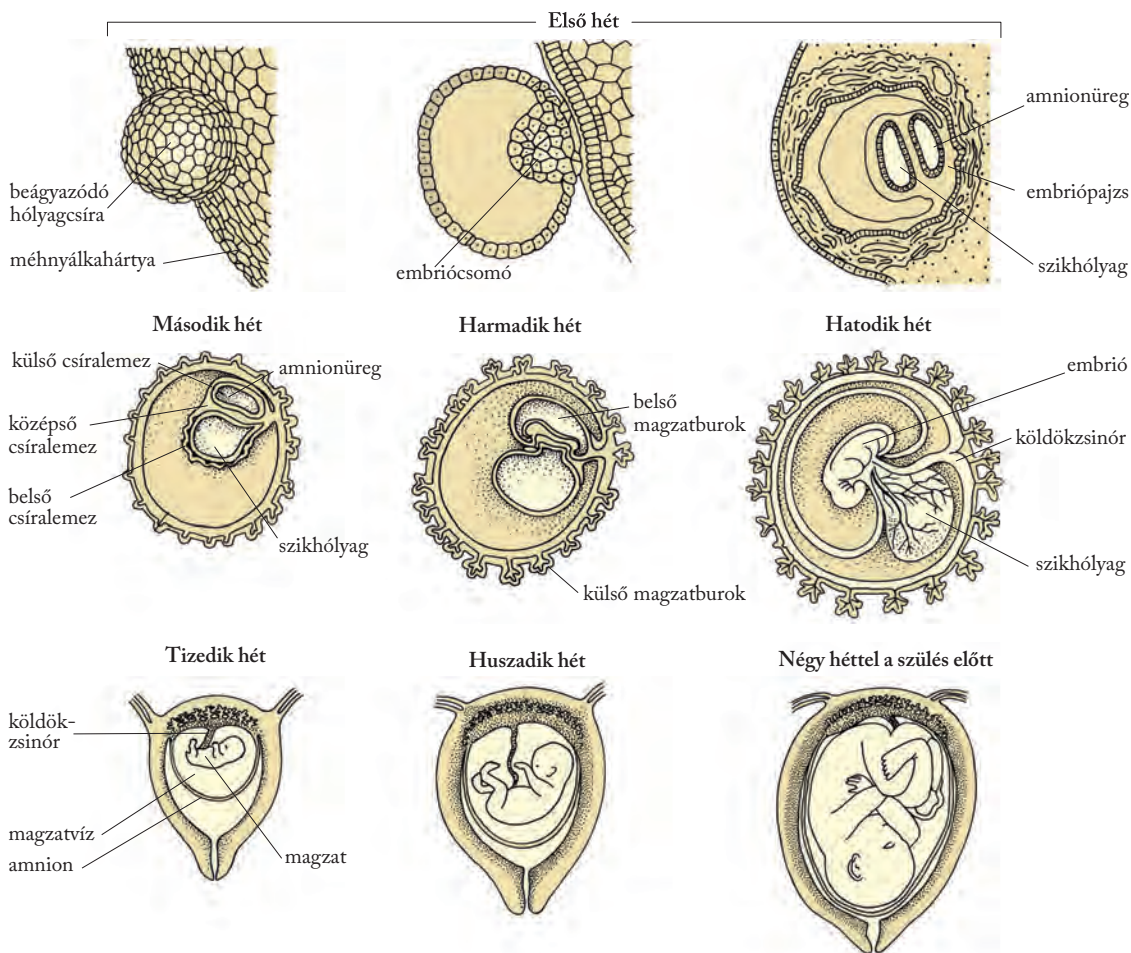 Első hét
beágyazódó
hólyagcsíra
méhnyálkahártya
embriócsomó
amnionüreg
embriópajzs
szikhólyag
Második hét
külső csíralemez
amnionüreg
középső
csíralemez
belső
csíralemez
szikhólyag
Harmadik hét
belső
magzatburok
külső magzatburok
Hatodik hét
embrió
köldökzsinór
szikhólyag
Tizedik hét
köldök-
zsinór
magzatvíz
amnion
magzat
Huszadik hét
Négy héttel a szülés előtt